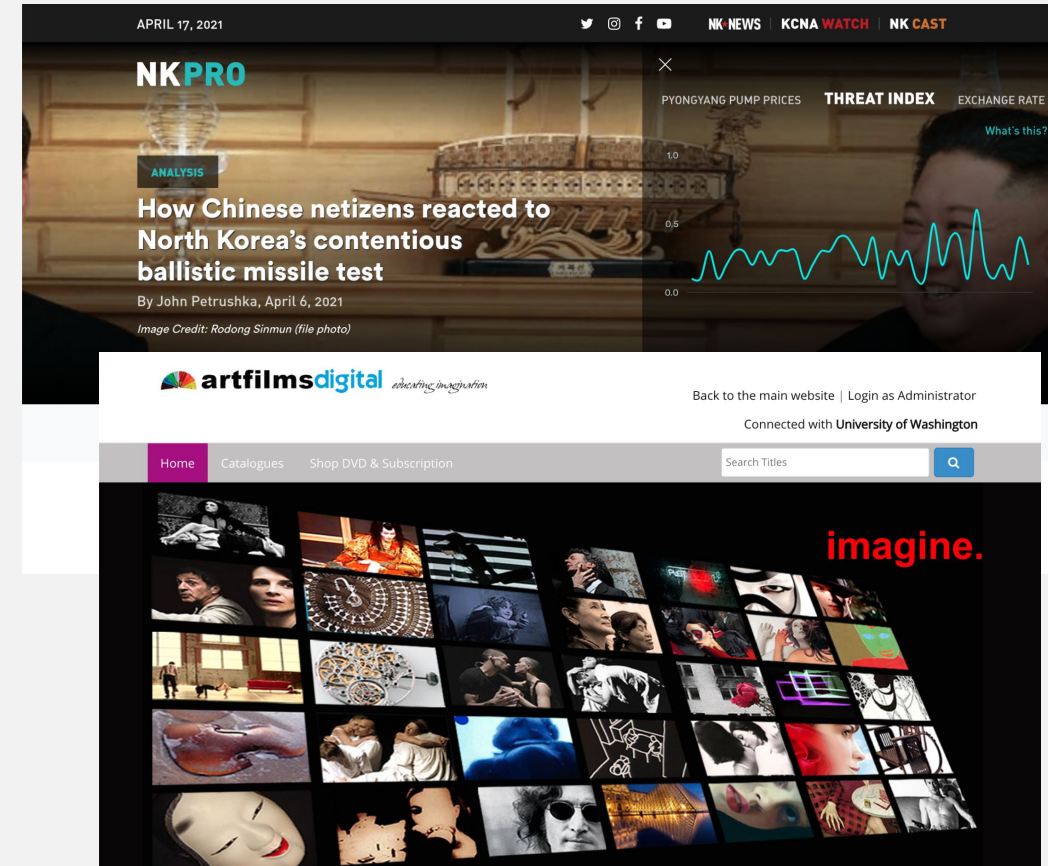 APRIL 17, 2021
NK NEWS | KCNA WATCH | NK CAST
NKPRO
PYONGYANG PUMP PRICES THREAT INDEX EXCHANGE RATE
What's this?
1.0
0.5
0.0
ANALYSIS
How Chinese netizens reacted to
North Korea's contentious
ballistic missile test
By John Petrushka, April 6, 2021
Image Credit: Rodong Sinmun (file photo)
artfilmsdigital educating imagination
Back to the main website | Login as Administrator
Connected with University of Washington
Home Catalogues Shop DVD & Subscription
Search Titles
imagine.